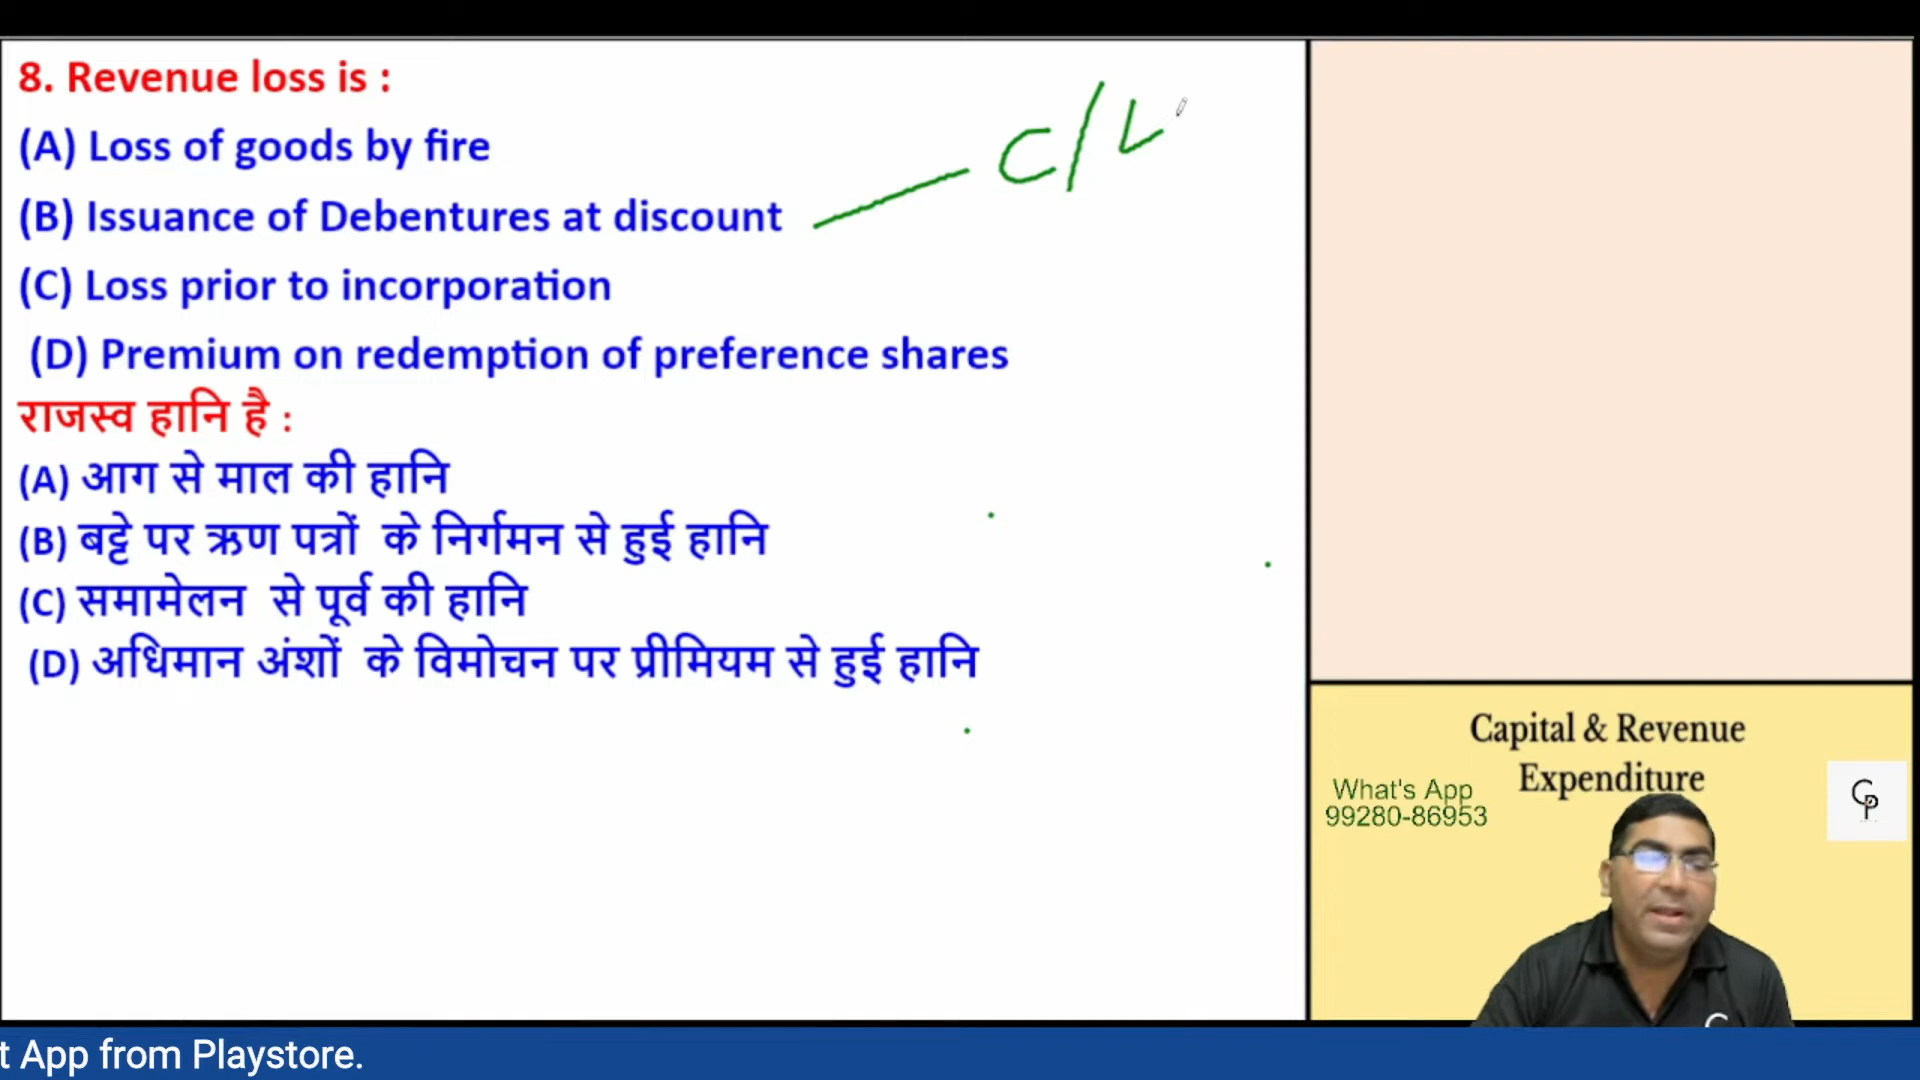 8. Revenue loss is :
(A) Loss of goods by fire
(B) Issuance of Debentures at discount
C/L
(C) Loss prior to incorporation
(D) Premium on redemption of preference shares
राजस्व हानि है :
(A) आग से माल की हानि
(B) बट्टे पर ऋण पत्रों के निर्गमन से हुई हानि
(C) समामेलन से पूर्व की हानि
(D) अधिमान अंशों के विमोचन पर प्रीमियम से हुई हानि
Capital & Revenue
Expenditure
What's App
99280-86953
CP
t App from Playstore.